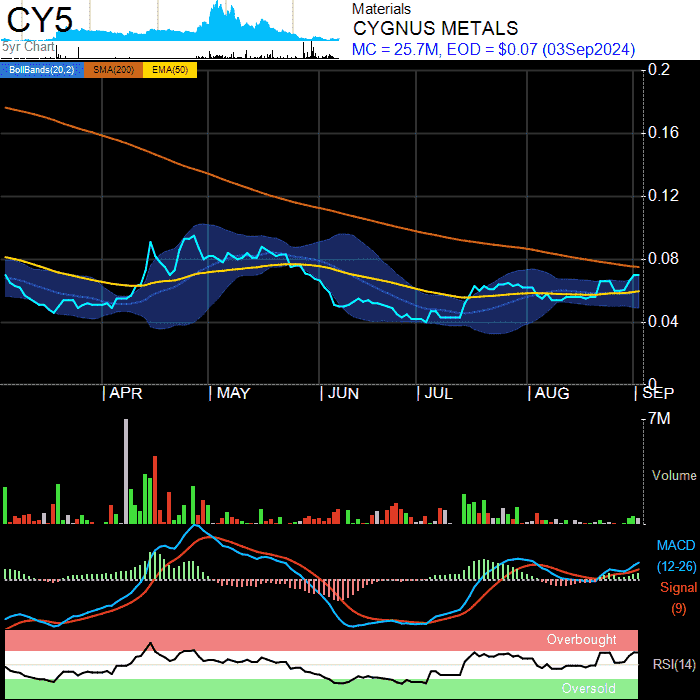 CY5
5yr Chart
Materials
CYGNUS METALS
MC = 25.7M, EOD = $0.07 (03Sep2024)
BollBands(20,2) SMA(200) EMA(50)
0.2
0.16
0.12
0.08
0.04
0
| APR | MAY | JUN | JUL | AUG | SEP
7M
Volume
MACD
(12-26)
Signal
(9)
Overbought
RSI(14)
Oversold